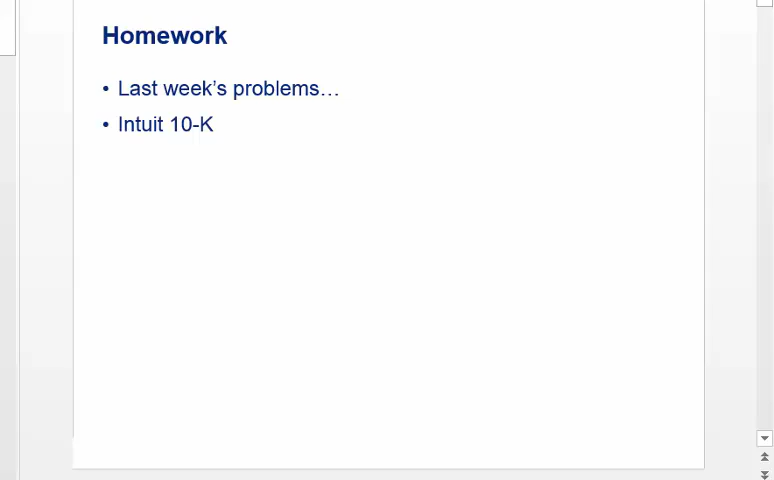 Homework
• Last week’s problems…
• Intuit 10-K